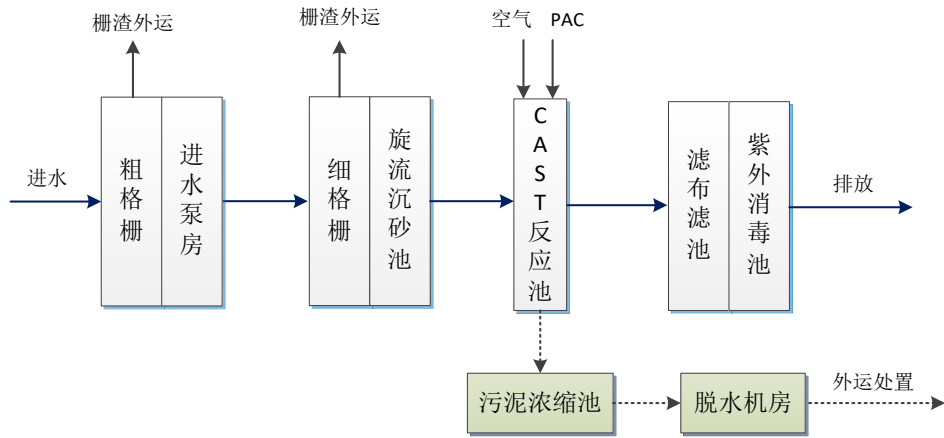 栅渣外运
栅渣外运
空气 PAC
进水
粗格栅
进水泵房
细格栅
旋流沉砂池
CAST反应池
滤布滤池
紫外消毒池
排放
污泥浓缩池
脱水机房
外运处置